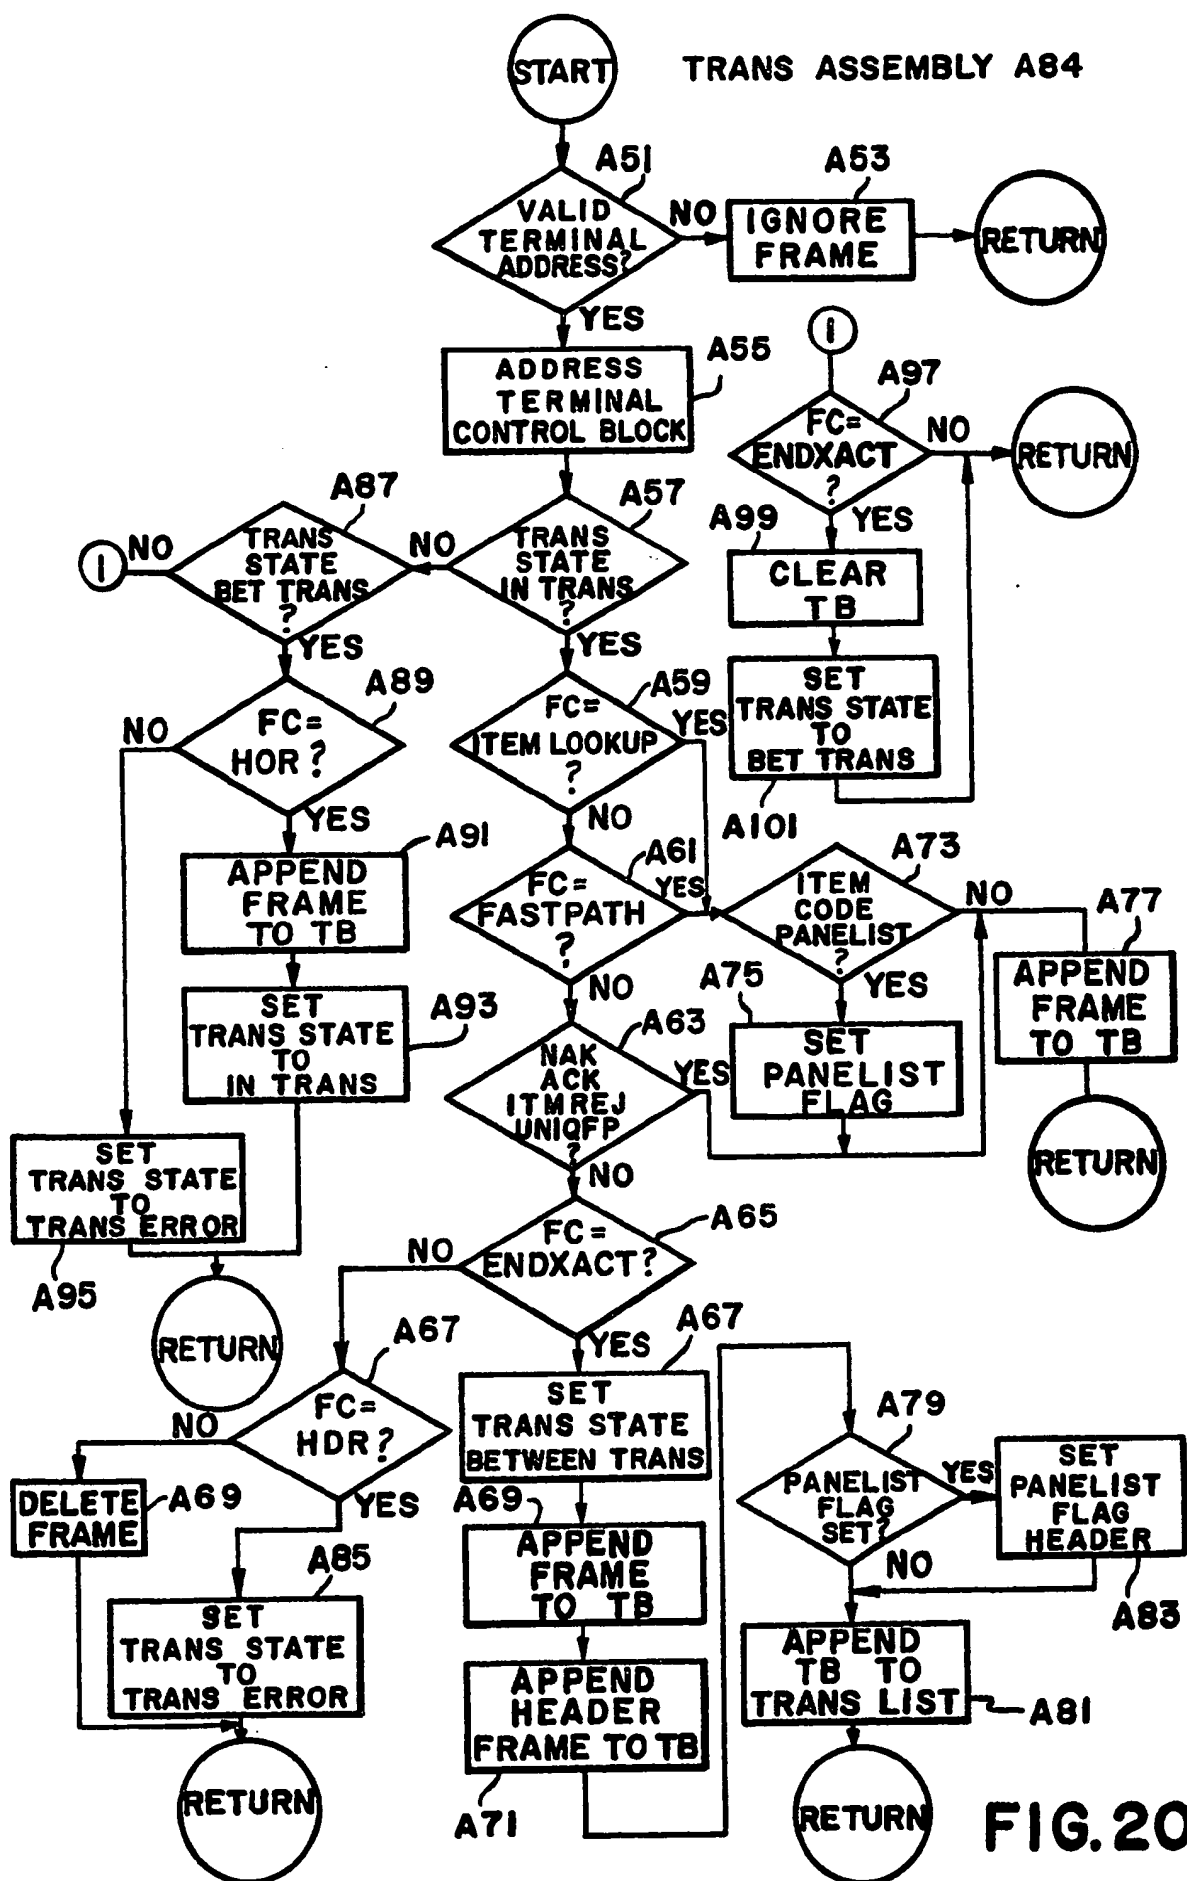 START
TRANS ASSEMBLY A84
A51
VALID
TERMINAL
ADDRESS?
NO
A53
IGNORE
FRAME
RETURN
YES
A55
ADDRESS
TERMINAL
CONTROL BLOCK
1
A97
FC=
ENDXACT
?
NO
RETURN
YES
A99
CLEAR
TB
SET
TRANS STATE
TO
BET TRANS
A101
A57
TRANS
STATE
IN TRANS
?
NO
YES
A87
TRANS
STATE
BET TRANS
?
NO
1
YES
A89
FC=
HOR?
NO
YES
A91
APPEND
FRAME
TO TB
SET
TRANS STATE
TO
IN TRANS
A93
SET
TRANS STATE
TO
TRANS ERROR
A95
RETURN
A59
FC=
ITEM LOOKUP
?
YES
NO
A61
FC=
FASTPATH
?
YES
NO
A73
ITEM
CODE
PANELIST
?
NO
YES
A75
SET
PANELIST
FLAG
A77
APPEND
FRAME
TO TB
RETURN
A63
NAK
ACK
ITMREJ
UNIQFP
?
YES
NO
A65
FC=
ENDXACT?
NO
YES
A67
FC=
HDR?
NO
YES
DELETE
FRAME
A69
A85
SET
TRANS STATE
TO
TRANS ERROR
RETURN
A67
SET
TRANS STATE
BETWEEN TRANS
A69
APPEND
FRAME
TO TB
APPEND
HEADER
FRAME TO TB
A71
A79
PANELIST
FLAG
SET?
YES
NO
SET
PANELIST
FLAG
HEADER
A83
APPEND
TB TO
TRANS LIST
A81
RETURN
FIG.20